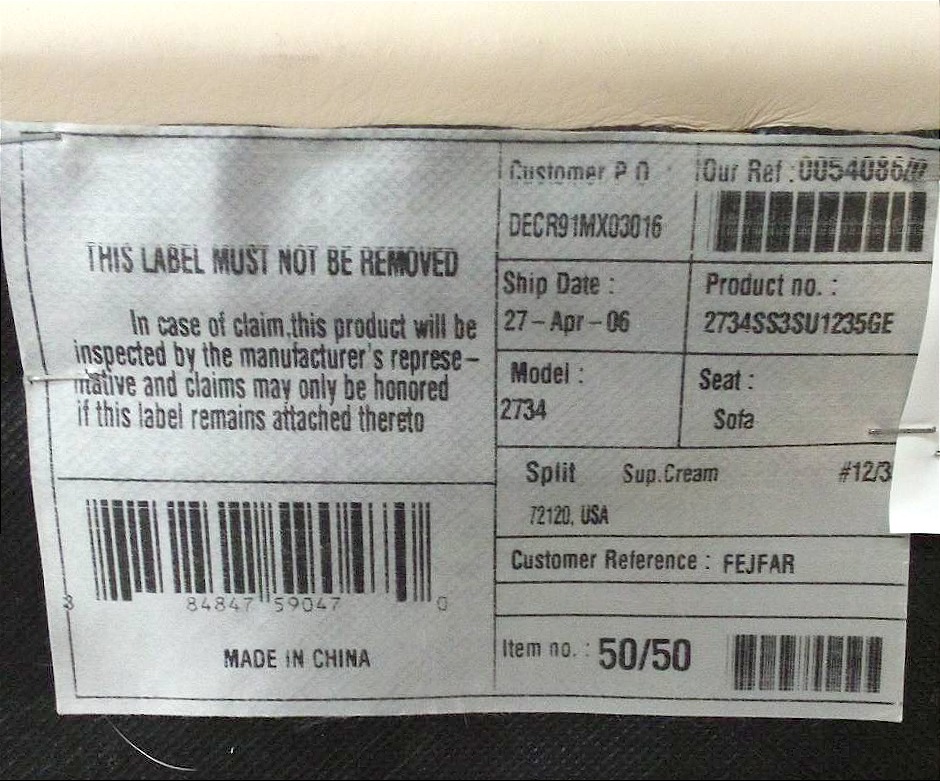 THIS LABEL MUST NOT BE REMOVED
In case of claim,this product will be
inspected by the manufacturer's represe-
ntative and claims may only be honored
if this label remains attached thereto
3 84847 59047 0
MADE IN CHINA
Customer P O
DECR91MX03016
Our Ref :0054086/
Ship Date :
27-Apr-06
Product no. :
2734SS3SU1235GE
Model :
2734
Seat :
Sofa
Split Sup.Cream #12/3
72120, USA
Customer Reference : FEJFAR
Item no. : 50/50